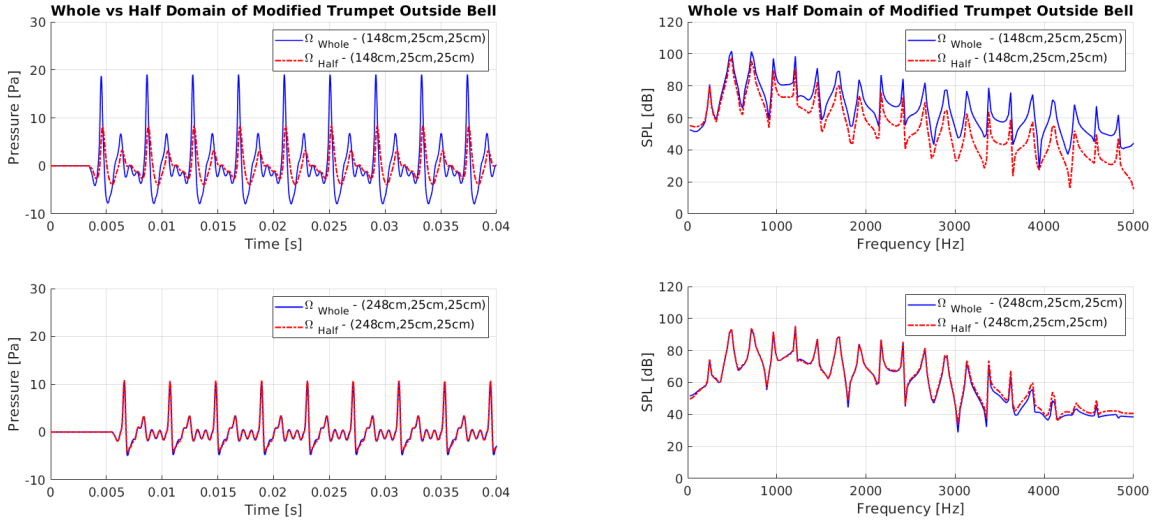 Whole vs Half Domain of Modified Trumpet Outside Bell
30
20
10
0
-10
Pressure [Pa]
Ω Whole - (148cm,25cm,25cm)
Ω Half - (148cm,25cm,25cm)
0 0.005 0.01 0.015 0.02 0.025 0.03 0.035 0.04
Time [s]
Whole vs Half Domain of Modified Trumpet Outside Bell
120
100
80
60
40
20
0
SPL [dB]
Ω Whole - (148cm,25cm,25cm)
Ω Half - (148cm,25cm,25cm)
0 1000 2000 3000 4000 5000
Frequency [Hz]
30
20
10
0
-10
Pressure [Pa]
Ω Whole - (248cm,25cm,25cm)
Ω Half - (248cm,25cm,25cm)
0 0.005 0.01 0.015 0.02 0.025 0.03 0.035 0.04
Time [s]
120
100
80
60
40
20
0
SPL [dB]
Ω Whole - (248cm,25cm,25cm)
Ω Half - (248cm,25cm,25cm)
0 1000 2000 3000 4000 5000
Frequency [Hz]